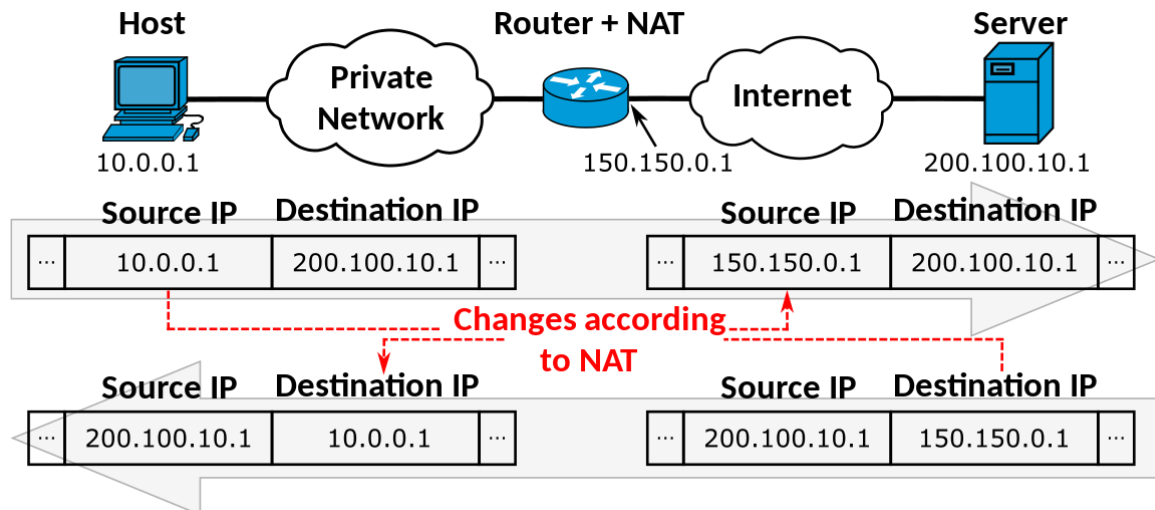 Host
Router + NAT
Server
Private
Network
Internet
10.0.0.1
150.150.0.1
200.100.10.1
Source IP
Destination IP
Source IP
Destination IP
... 10.0.0.1 200.100.10.1 ...
... 150.150.0.1 200.100.10.1 ...
Changes according
to NAT
Source IP
Destination IP
Source IP
Destination IP
... 200.100.10.1 10.0.0.1 ...
... 200.100.10.1 150.150.0.1 ...